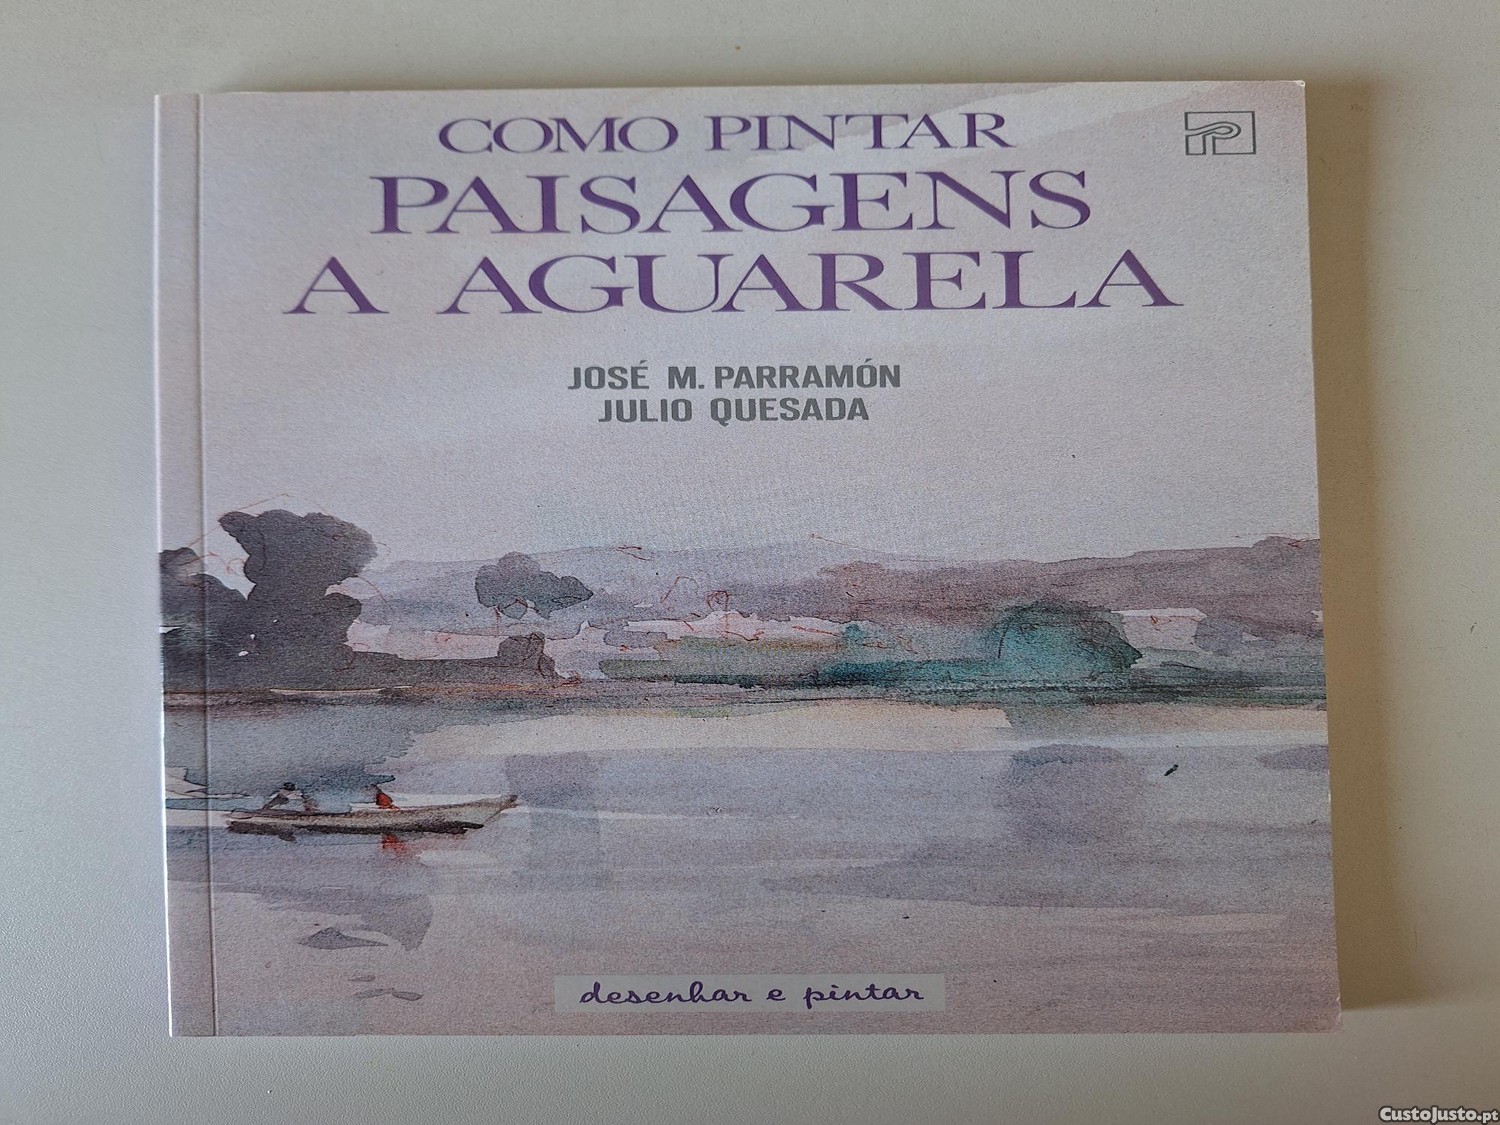 COMO PINTAR
PAISAGENS
A AGUARELA
JOSÉ M. PARRAMÓN
JULIO QUESADA
desenhar e pintar
CustoJusto.pt